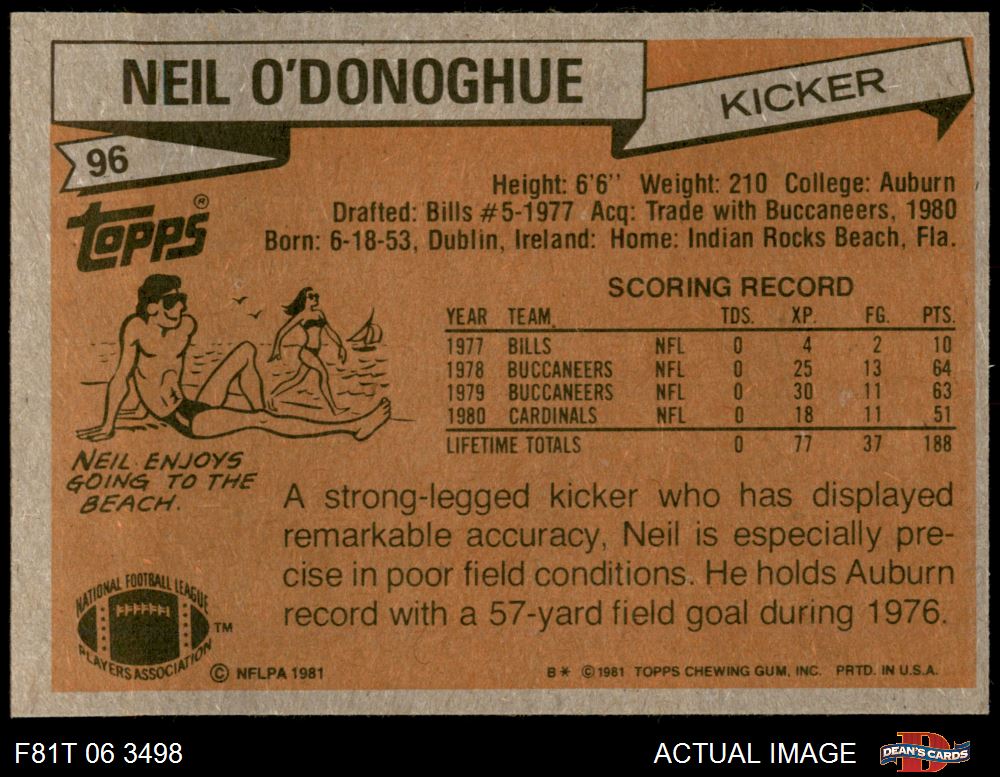 NEIL O'DONOGHUE
KICKER
96
TOPPS®
Height: 6'6'' Weight: 210 College: Auburn
Drafted: Bills #5-1977 Acq: Trade with Buccaneers, 1980
Born: 6-18-53, Dublin, Ireland: Home: Indian Rocks Beach, Fla.
SCORING RECORD
YEAR TEAM TDS. XP. FG. PTS.
1977 BILLS NFL 0 4 2 10
1978 BUCCANEERS NFL 0 25 13 64
1979 BUCCANEERS NFL 0 30 11 63
1980 CARDINALS NFL 0 18 11 51
LIFETIME TOTALS 0 77 37 188
NEIL ENJOYS
GOING TO THE
BEACH.
A strong-legged kicker who has displayed
remarkable accuracy, Neil is especially pre-
cise in poor field conditions. He holds Auburn
record with a 57-yard field goal during 1976.
NATIONAL FOOTBALL LEAGUE
PLAYERS ASSOCIATION
TM
© NFLPA 1981
B* ©1981 TOPPS CHEWING GUM, INC. PRTD. IN U.S.A.
F81T 06 3498
ACTUAL IMAGE
D
DEAN'S CARDS